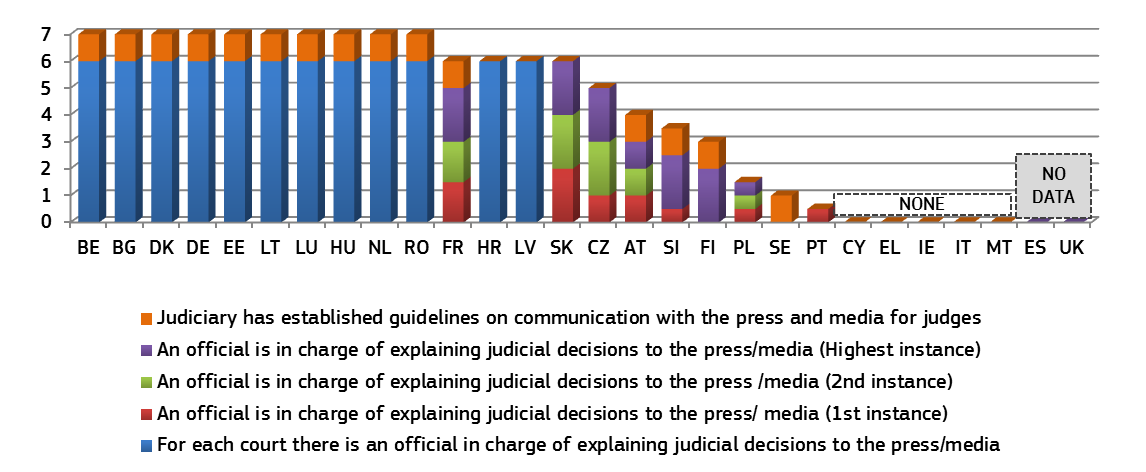 7
6
5
4
3
2
1
0
NO
DATA
NONE
BE BG DK DE EE LT LU HU NL RO FR HR LV SK CZ AT SI FI PL SE PT CY EL IE IT MT ES UK
Judiciary has established guidelines on communication with the press and media for judges
An official is in charge of explaining judicial decisions to the press/media (Highest instance)
An official is in charge of explaining judicial decisions to the press /media (2nd instance)
An official is in charge of explaining judicial decisions to the press/ media (1st instance)
For each court there is an official in charge of explaining judicial decisions to the press/media